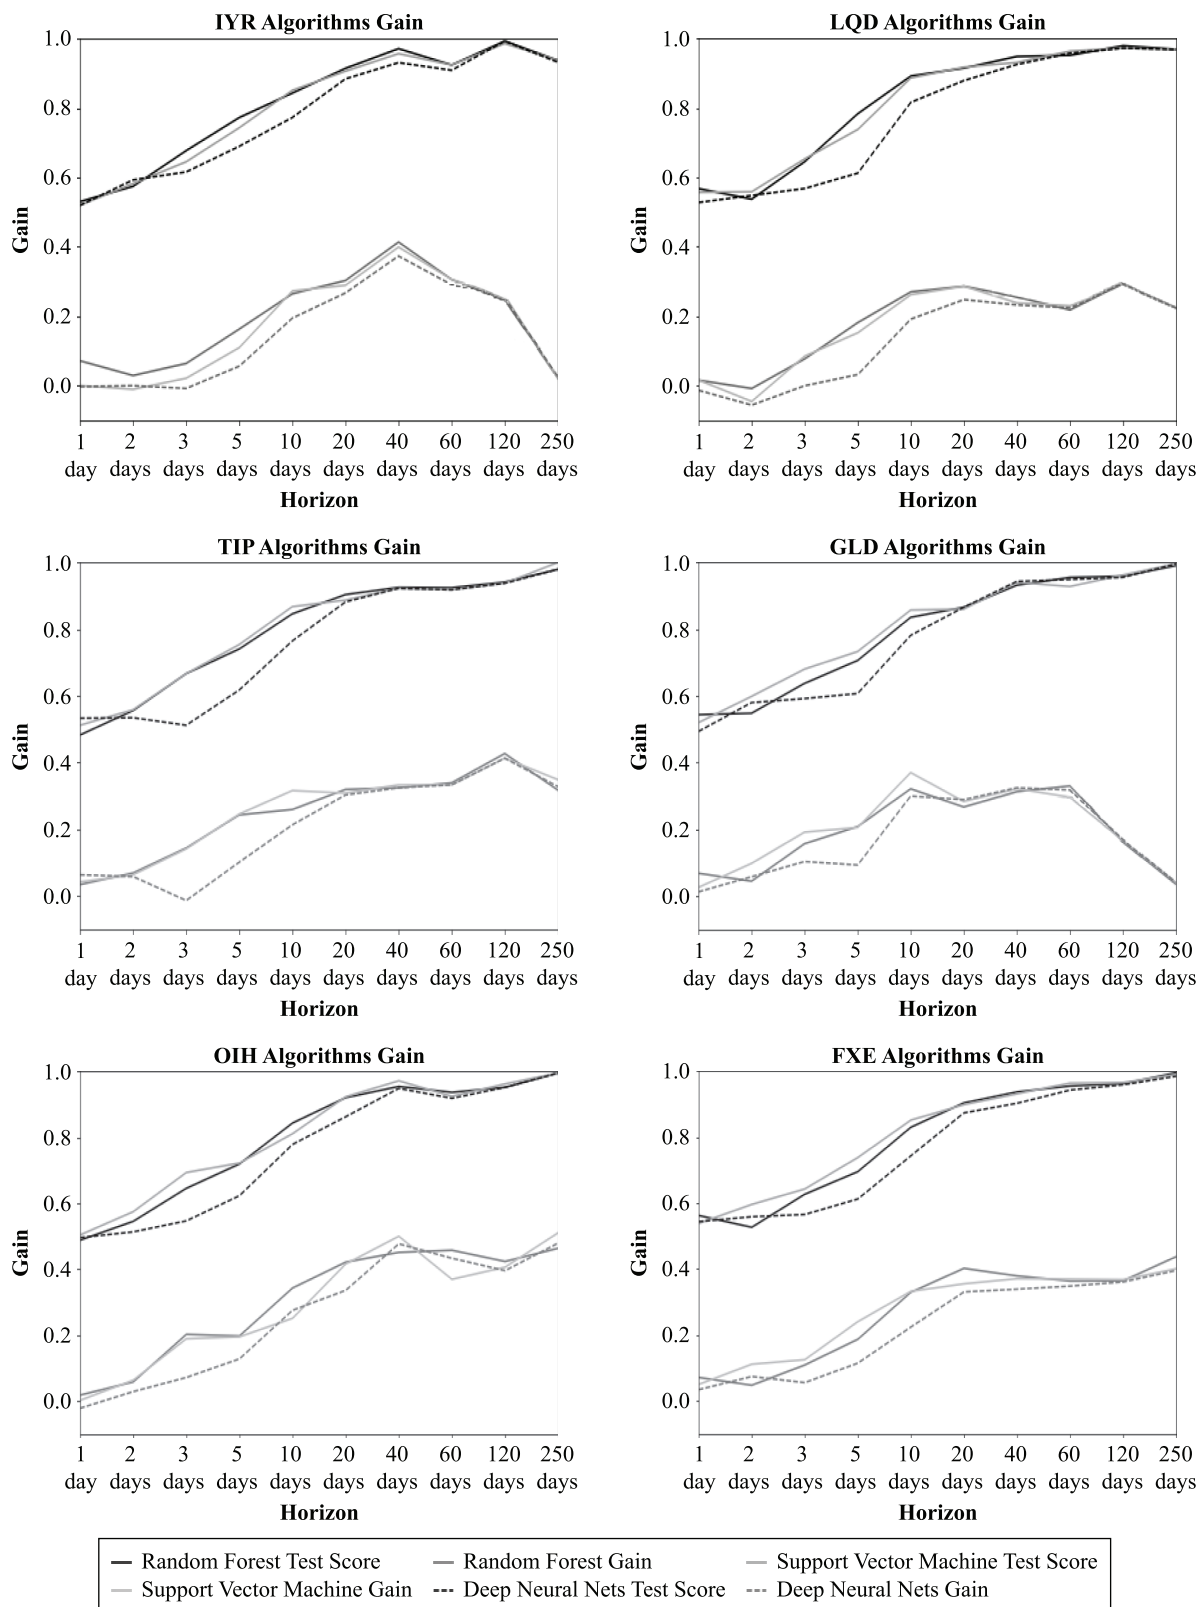 IYR Algorithms Gain
Gain
1.0
0.8
0.6
0.4
0.2
0.0
1 2 3 5 10 20 40 60 120 250
day days days days days days days days days days
Horizon
LQD Algorithms Gain
Gain
1.0
0.8
0.6
0.4
0.2
0.0
1 2 3 5 10 20 40 60 120 250
day days days days days days days days days days
Horizon
TIP Algorithms Gain
Gain
1.0
0.8
0.6
0.4
0.2
0.0
1 2 3 5 10 20 40 60 120 250
day days days days days days days days days days
Horizon
GLD Algorithms Gain
Gain
1.0
0.8
0.6
0.4
0.2
0.0
1 2 3 5 10 20 40 60 120 250
day days days days days days days days days days
Horizon
OIH Algorithms Gain
Gain
1.0
0.8
0.6
0.4
0.2
0.0
1 2 3 5 10 20 40 60 120 250
day days days days days days days days days days
Horizon
FXE Algorithms Gain
Gain
1.0
0.8
0.6
0.4
0.2
0.0
1 2 3 5 10 20 40 60 120 250
day days days days days days days days days days
Horizon
Random Forest Test Score Random Forest Gain Support Vector Machine Test Score
Support Vector Machine Gain Deep Neural Nets Test Score Deep Neural Nets Gain